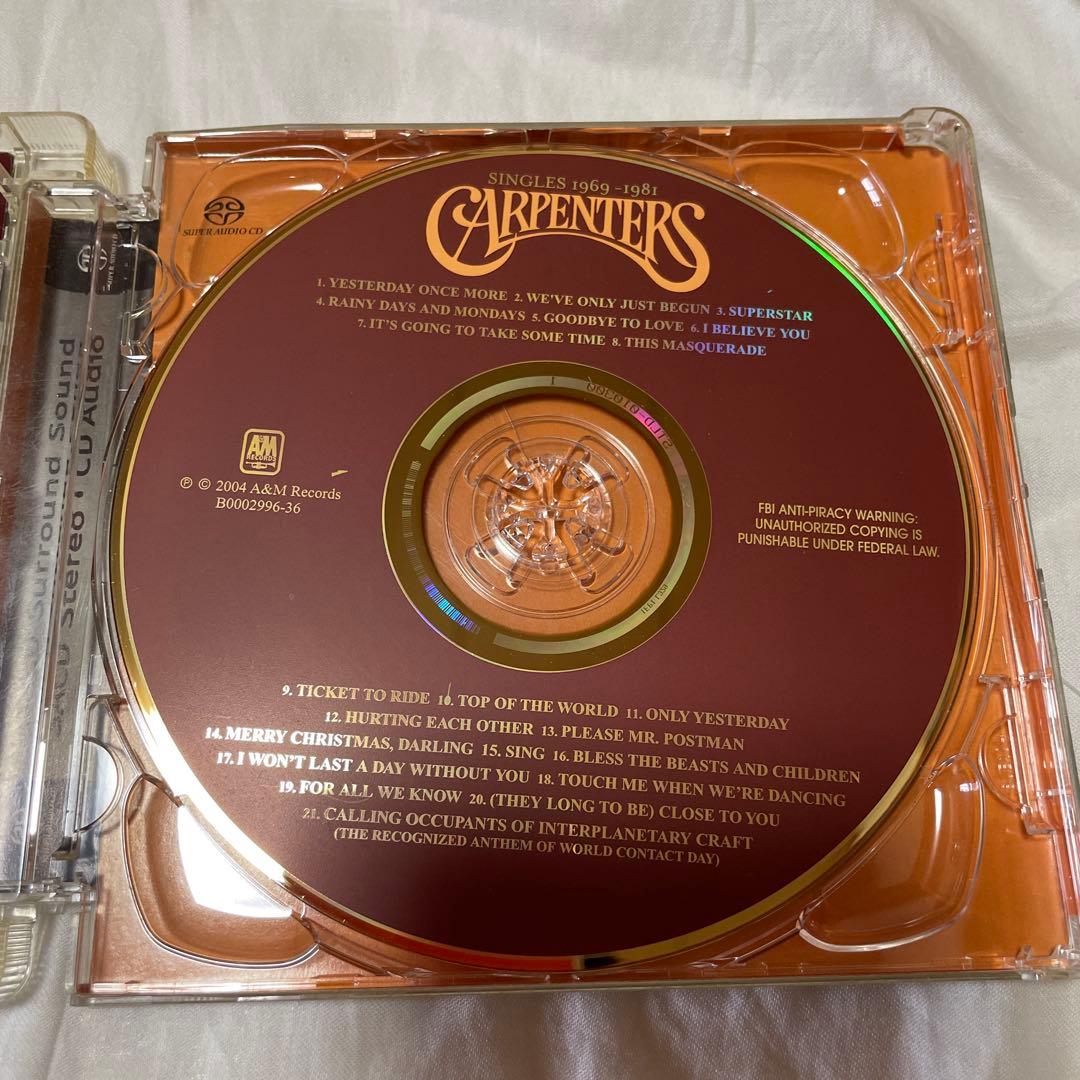 SINGLES 1969-1981
CARPENTERS
SUPER AUDIO CD
1. YESTERDAY ONCE MORE 2. WE'VE ONLY JUST BEGUN 3. SUPERSTAR
4. RAINY DAYS AND MONDAYS 5. GOODBYE TO LOVE 6. I BELIEVE YOU
7. IT'S GOING TO TAKE SOME TIME 8. THIS MASQUERADE
A&M
RECORDS
℗ © 2004 A&M Records
B0002996-36
FBI ANTI-PIRACY WARNING:
UNAUTHORIZED COPYING IS
PUNISHABLE UNDER FEDERAL LAW.
9. TICKET TO RIDE 10. TOP OF THE WORLD 11. ONLY YESTERDAY
12. HURTING EACH OTHER 13. PLEASE MR. POSTMAN
14. MERRY CHRISTMAS, DARLING 15. SING 16. BLESS THE BEASTS AND CHILDREN
17. I WON'T LAST A DAY WITHOUT YOU 18. TOUCH ME WHEN WE'RE DANCING
19. FOR ALL WE KNOW 20. (THEY LONG TO BE) CLOSE TO YOU
21. CALLING OCCUPANTS OF INTERPLANETARY CRAFT
(THE RECOGNIZED ANTHEM OF WORLD CONTACT DAY)
Surround Sound
Stereo · CD Audio